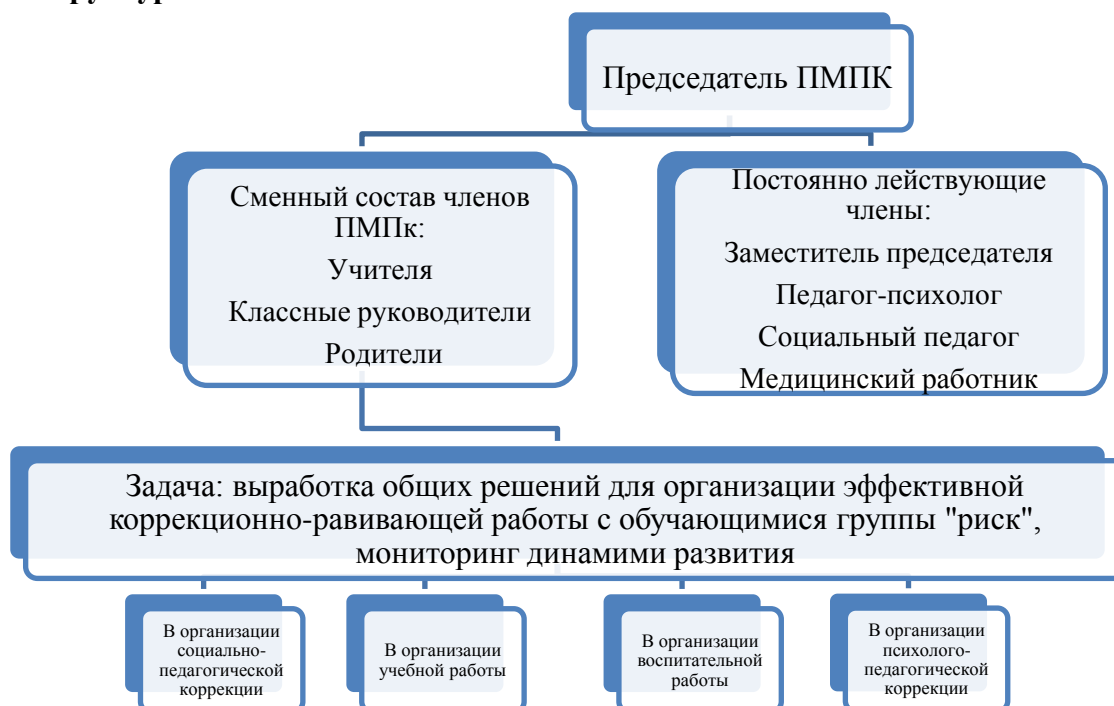 Председатель ПМПК
Сменный состав членов
ПМПк:
Учителя
Классные руководители
Родители
Постоянно лействующие
члены:
Заместитель председателя
Педагог-психолог
Социальный педагог
Медицинский работник
Задача: выработка общих решений для организации эффективной
коррекционно-равивающей работы с обучающимися группы "риск",
мониторинг динамими развития
В организации
социально-
педагогической
коррекции
В организации
учебной работы
В организации
воспитательной
работы
В организации
психолого-
педагогической
коррекции